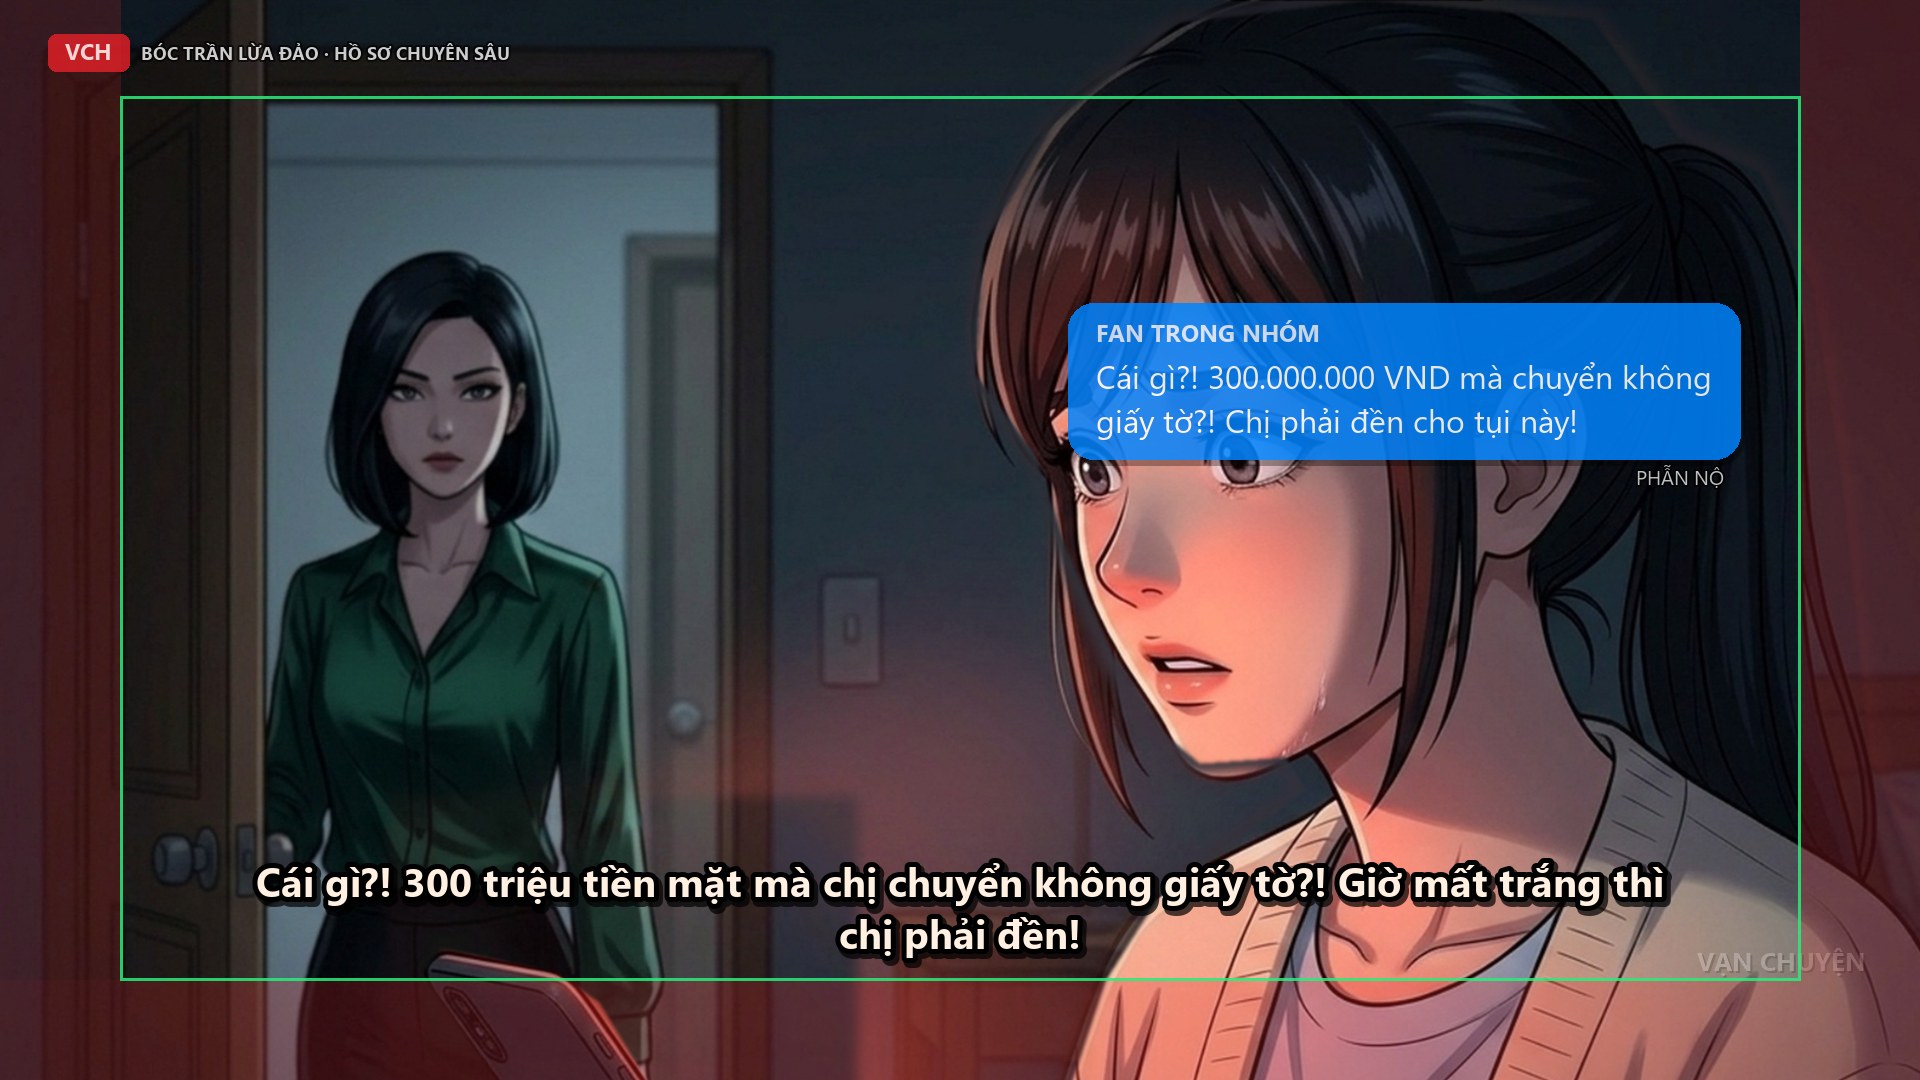 VCH BÓC TRẦN LỪA ĐẢO · HỒ SƠ CHUYÊN SÂU
FAN TRONG NHÓM
Cái gì?! 300.000.000 VND mà chuyển không
giấy tờ?! Chị phải đền cho tụi này!
PHẪN NỘ
Cái gì?! 300 triệu tiền mặt mà chị chuyển không giấy tờ?! Giờ mất trắng thì
chị phải đền!
VẠN CHUYỆN